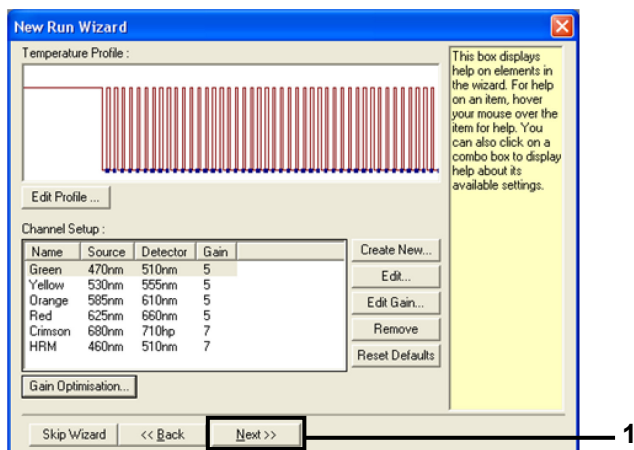 New Run Wizard
Temperature Profile :
Edit Profile ...
Channel Setup :
Name Source Detector Gain
Green 470nm 510nm 5
Yellow 530nm 555nm 5
Orange 585nm 610nm 5
Red 625nm 660nm 5
Crimson 680nm 710hp 7
HRM 460nm 510nm 7
Create New...
Edit...
Edit Gain...
Remove
Reset Defaults
Gain Optimisation...
This box displays
help on elements in
the wizard. For help
on an item, hover
your mouse over the
item for help. You
can also click on a
combo box to display
help about its
available settings.
Skip Wizard << Back Next >> 1